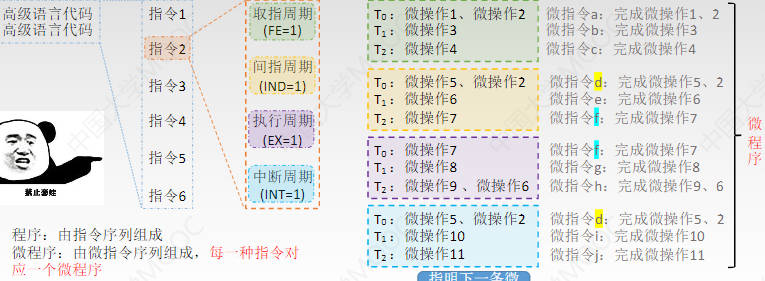 高级语言代码
高级语言代码
指令1
指令2
指令3
指令4
指令5
指令6
禁止套娃
取指周期
(FE=1)
间指周期
(IND=1)
执行周期
(EX=1)
中断周期
(INT=1)
T₀：微操作1、微操作2
T₁：微操作3
T₂：微操作4
T₀：微操作5、微操作2
T₁：微操作6
T₂：微操作7
T₀：微操作7
T₁：微操作8
T₂：微操作9 、微操作6
T₀：微操作5、微操作2
T₁：微操作10
T₂：微操作11
微指令a：完成微操作1、2
微指令b：完成微操作3
微指令c：完成微操作4
微指令d：完成微操作5、2
微指令e：完成微操作6
微指令f：完成微操作7
微指令f：完成微操作7
微指令g：完成微操作8
微指令h：完成微操作9、6
微指令d：完成微操作5、2
微指令i：完成微操作10
微指令j：完成微操作11
微程序
程序：由指令序列组成
微程序：由微指令序列组成，每一种指令对
应一个微程序
指明下一条微